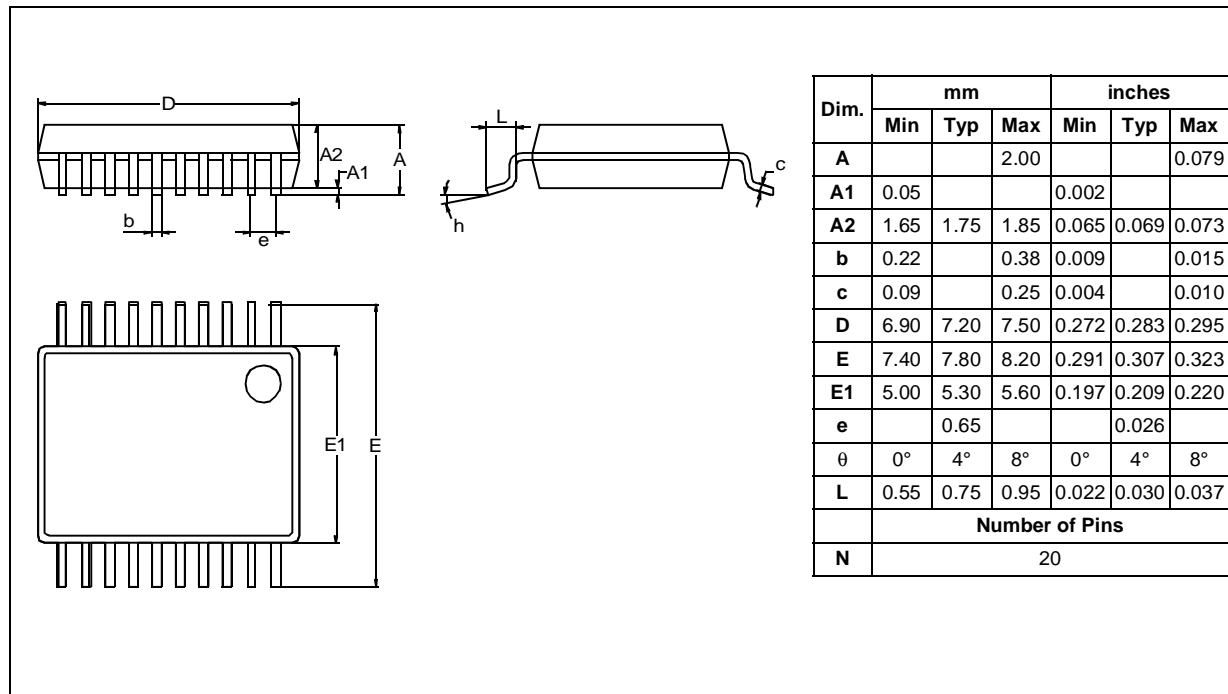 D
A2
A
A1
b
e
L
c
h
E1
E
Dim. mm inches
Min Typ Max Min Typ Max
A 2.00 0.079
A1 0.05 0.002
A2 1.65 1.75 1.85 0.065 0.069 0.073
b 0.22 0.38 0.009 0.015
c 0.09 0.25 0.004 0.010
D 6.90 7.20 7.50 0.272 0.283 0.295
E 7.40 7.80 8.20 0.291 0.307 0.323
E1 5.00 5.30 5.60 0.197 0.209 0.220
e 0.65 0.026
θ 0° 4° 8° 0° 4° 8°
L 0.55 0.75 0.95 0.022 0.030 0.037
Number of Pins
N 20